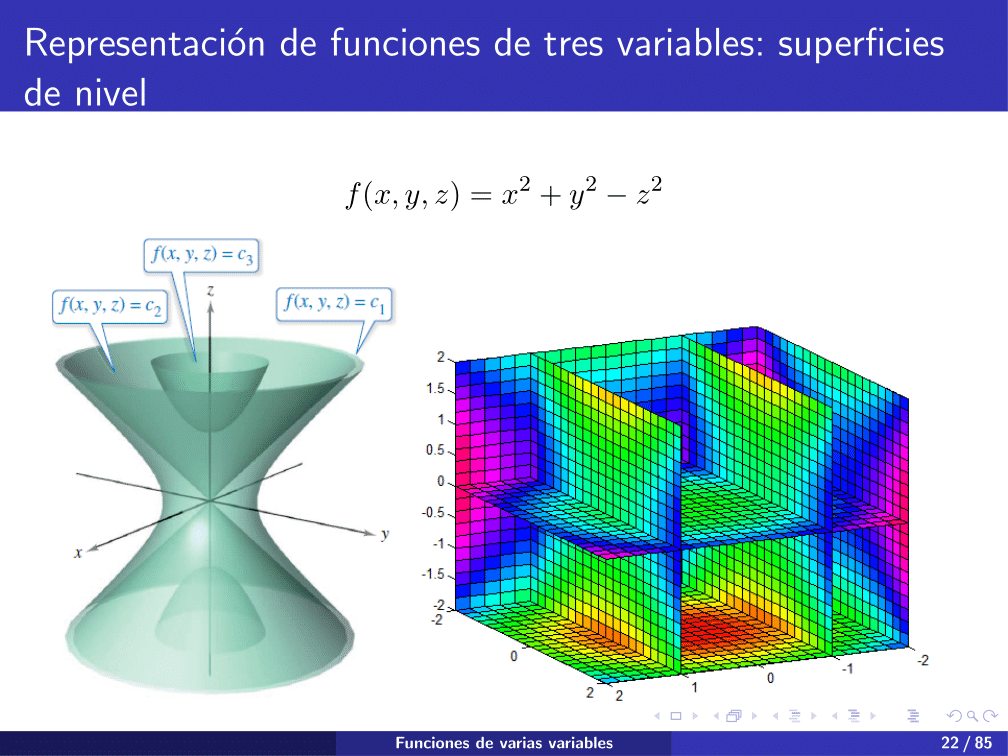 Representación de funciones de tres variables: superficies
de nivel
f(x, y, z) = x² + y² − z²
f(x, y, z) = c₃
f(x, y, z) = c₂
f(x, y, z) = c₁
z
y
x
2
1.5
1
0.5
0
-0.5
-1
-1.5
-2
-2
0
2
2
1
0
-1
-2
Funciones de varias variables
22 / 85